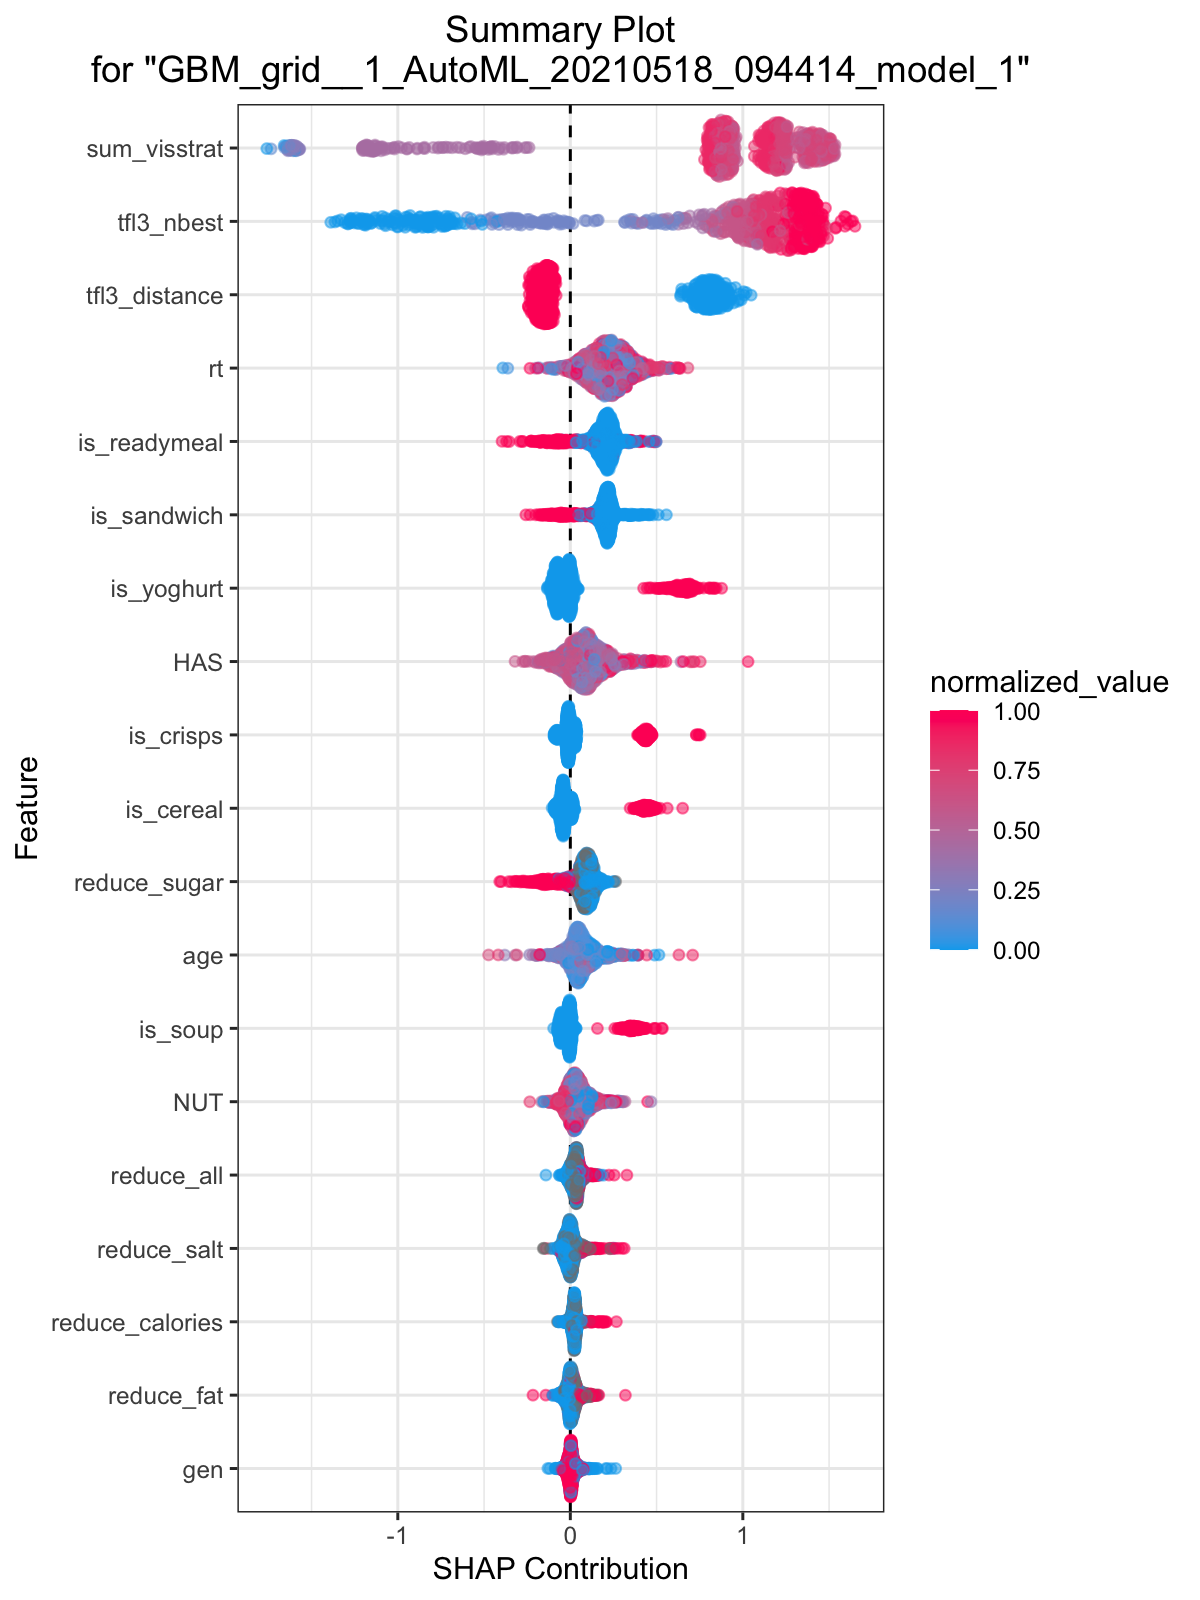 Summary Plot
for "GBM_grid__1_AutoML_20210518_094414_model_1"
sum_visstrat
tfl3_nbest
tfl3_distance
rt
is_readymeal
is_sandwich
is_yoghurt
HAS
is_crisps
is_cereal
reduce_sugar
age
is_soup
NUT
reduce_all
reduce_salt
reduce_calories
reduce_fat
gen
Feature
-1
0
1
SHAP Contribution
normalized_value
1.00
0.75
0.50
0.25
0.00